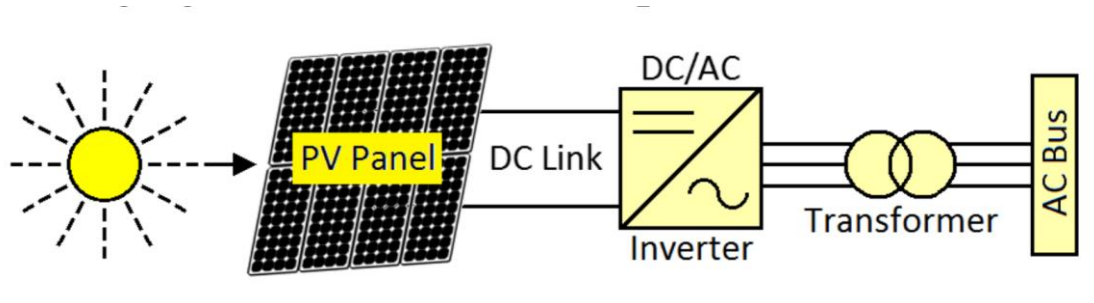 PV Panel
DC Link
DC/AC
Inverter
Transformer
AC Bus